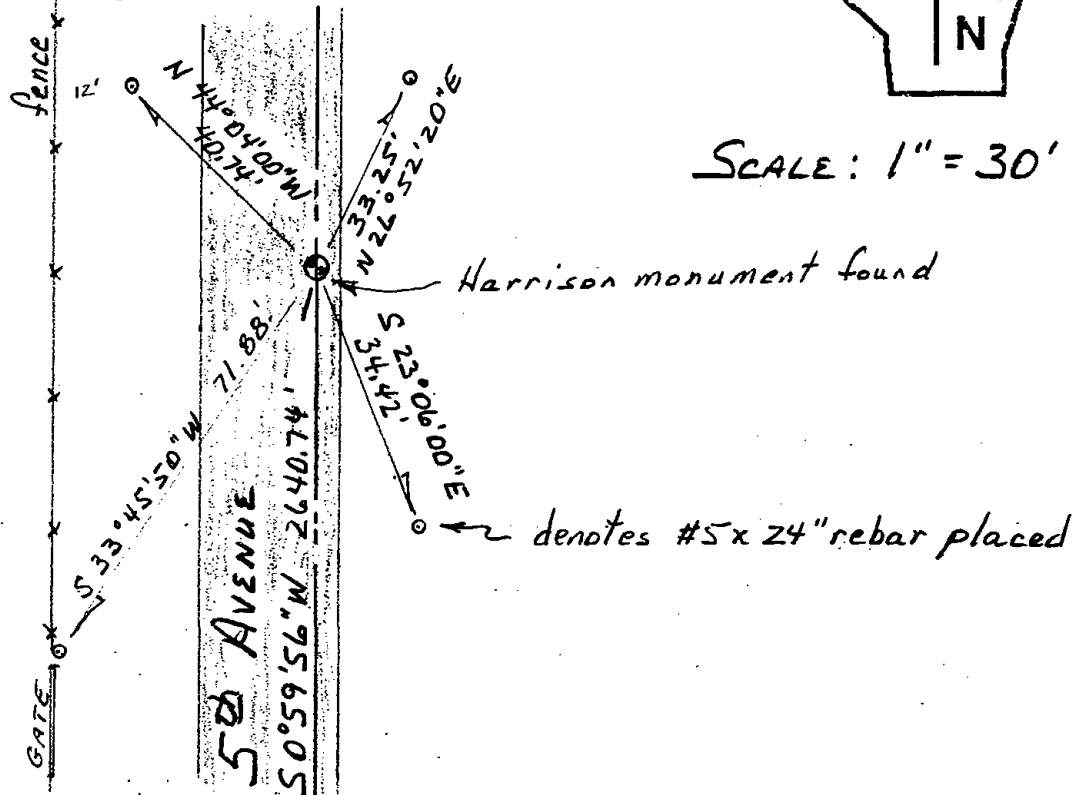 N
SCALE: 1" = 30'
fence
12'
N 44°04'00" W
40.74'
33.25'
N 26°52'20" E
Harrison monument found
S 23°06'00" E
34.42'
71.88'
S 33°45'50" W
denotes #5 x 24" rebar placed
5Ø AVENUE
S 0°59'56" W 2640.74'
GATE